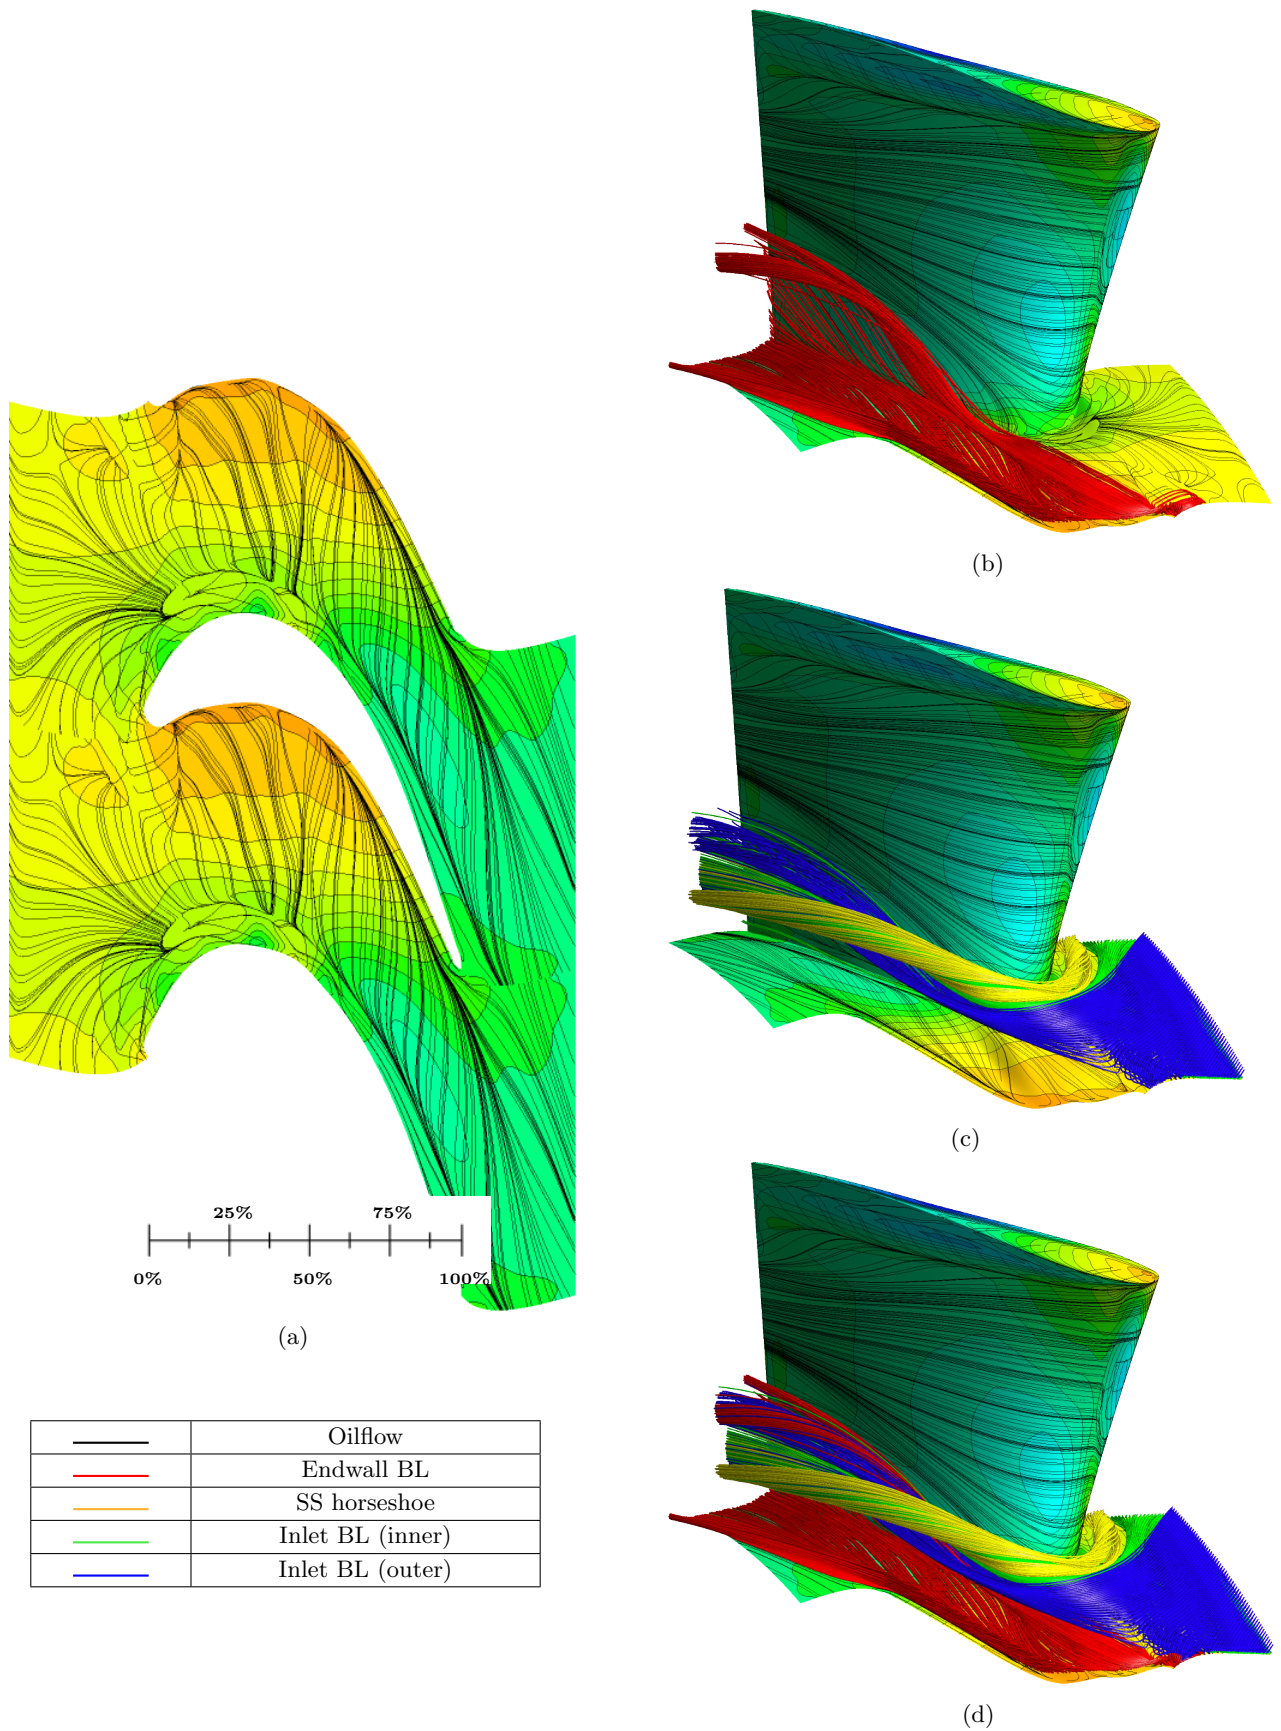 (b)
(c)
25% 75%
0% 50% 100%
(a)
Oilflow
Endwall BL
SS horseshoe
Inlet BL (inner)
Inlet BL (outer)
(d)